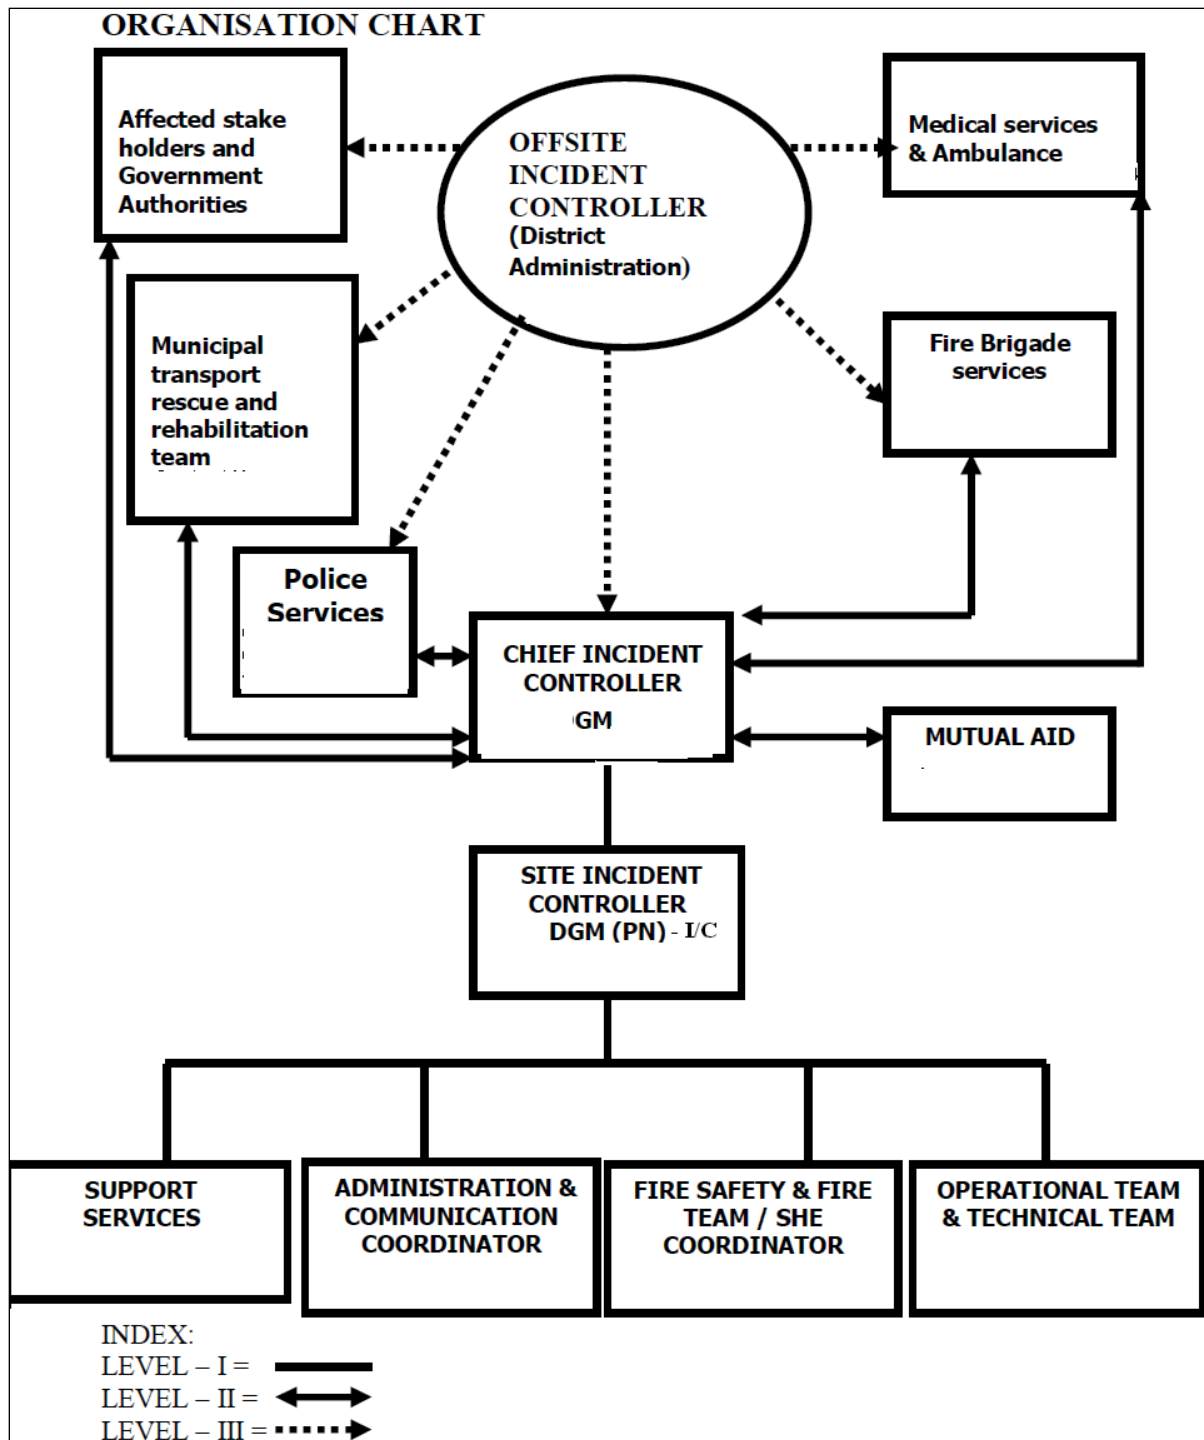 ORGANISATION CHART
Affected stake
holders and
Government
Authorities
OFFSITE
INCIDENT
CONTROLLER
(District
Administration)
Medical services
& Ambulance
Municipal
transport
rescue and
rehabilitation
team
Fire Brigade
services
Police
Services
CHIEF INCIDENT
CONTROLLER
GM
MUTUAL AID
SITE INCIDENT
CONTROLLER
DGM (PN) - I/C
SUPPORT
SERVICES
ADMINISTRATION &
COMMUNICATION
COORDINATOR
FIRE SAFETY & FIRE
TEAM / SHE
COORDINATOR
OPERATIONAL TEAM
& TECHNICAL TEAM
INDEX:
LEVEL – I =
LEVEL – II =
LEVEL – III =